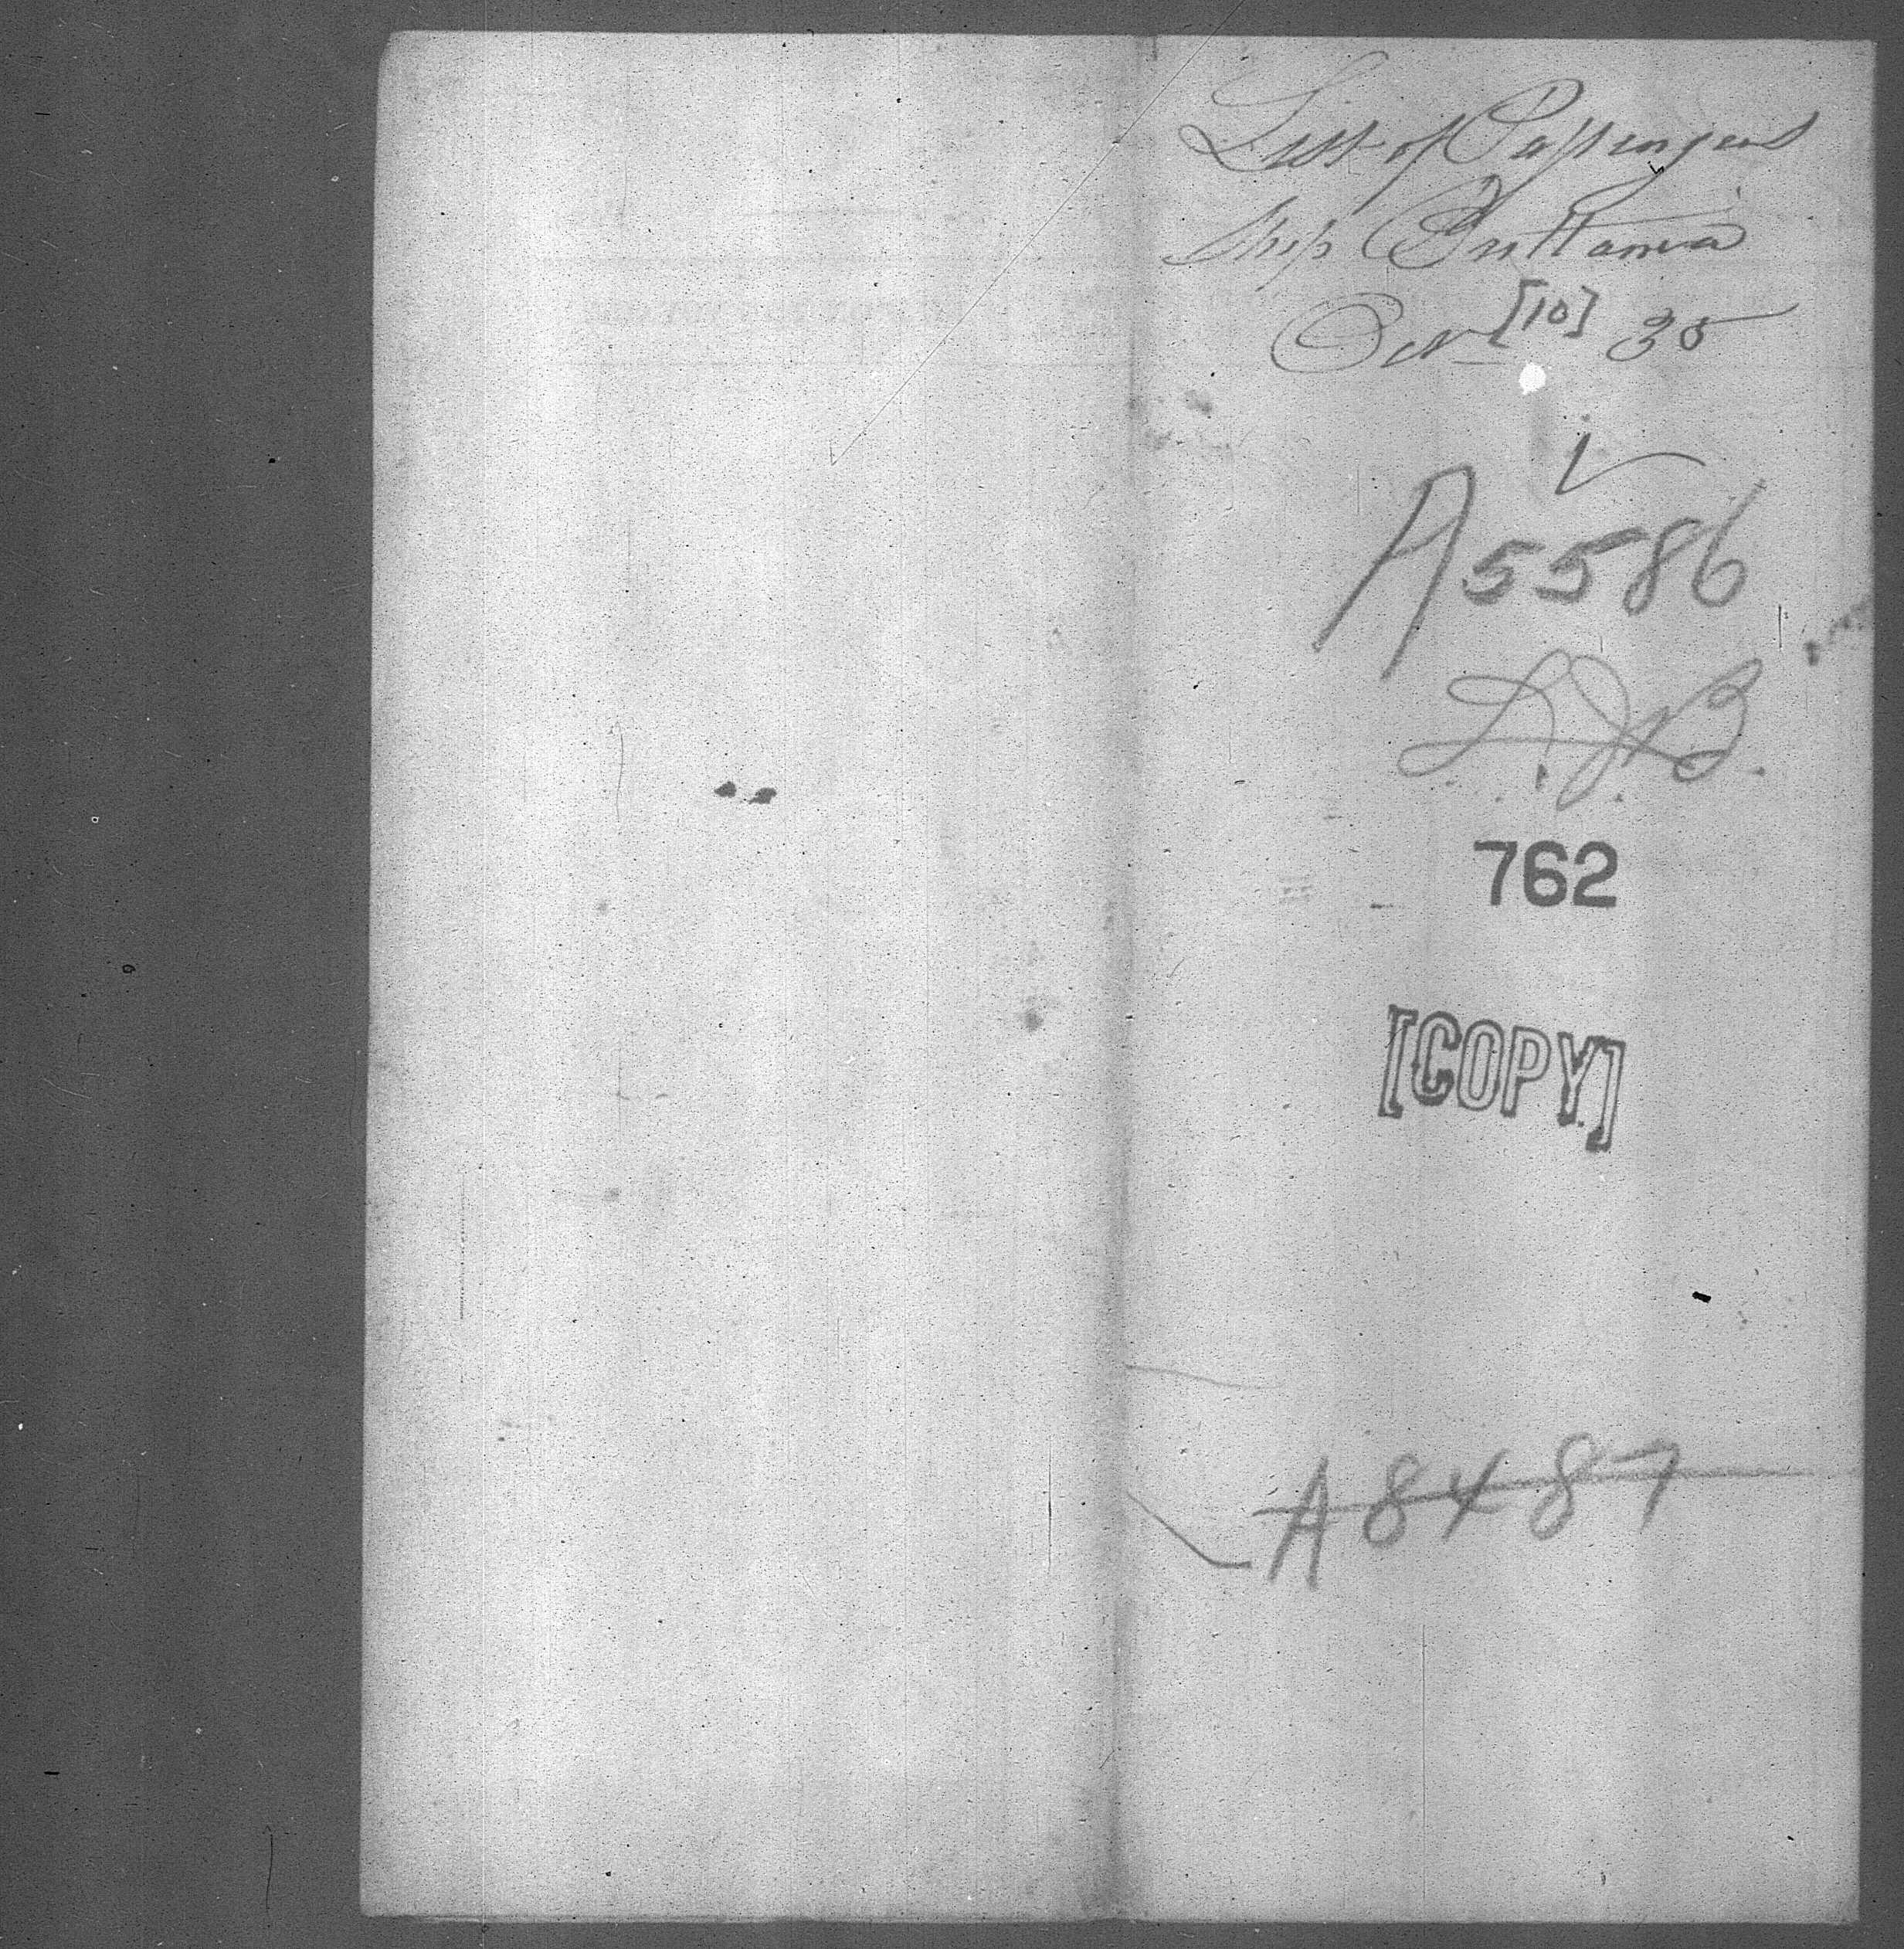 List of Passengers
Ship Brittania
Oct [10] 35
A5586
L.J.B.
762
[COPY]
A8487